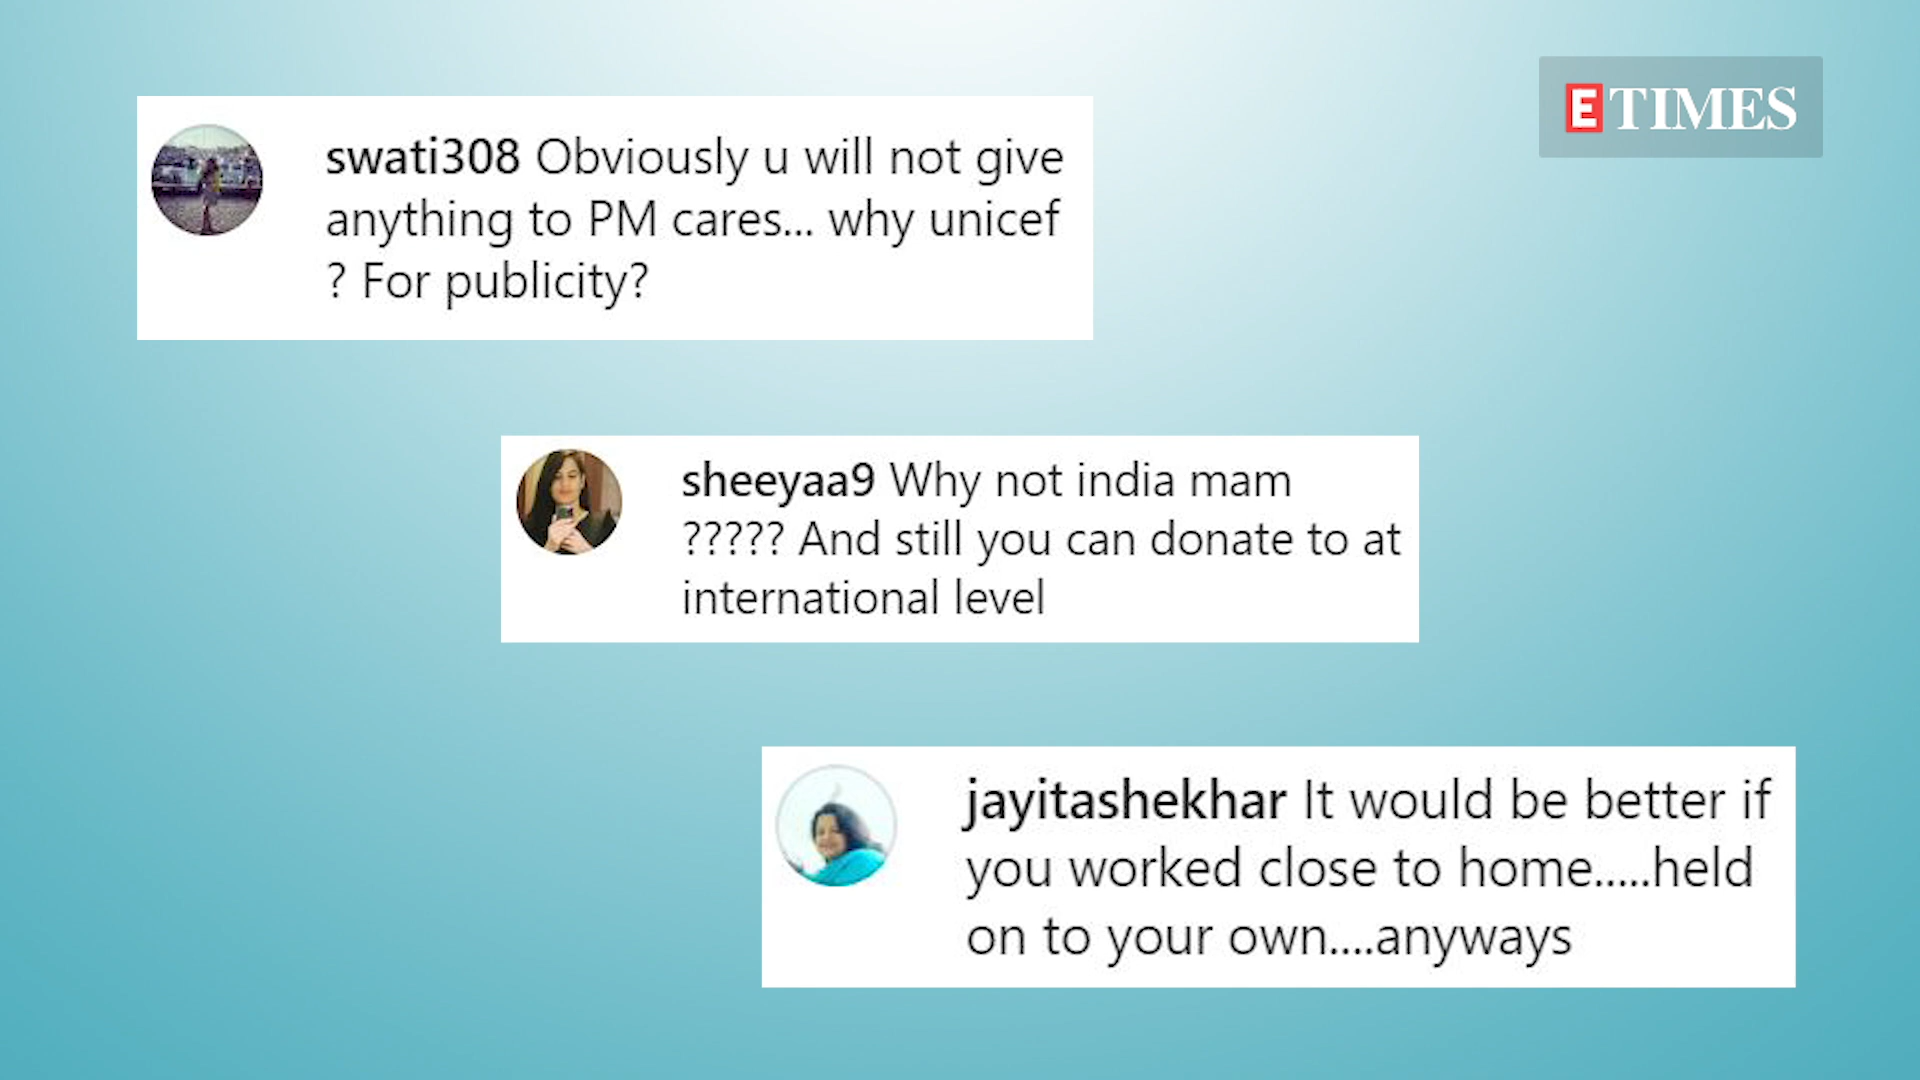 ETIMES
swati308 Obviously u will not give
anything to PM cares... why unicef
? For publicity?
sheeyaa9 Why not india mam
????? And still you can donate to at
international level
jayitashekhar It would be better if
you worked close to home.....held
on to your own....anyways